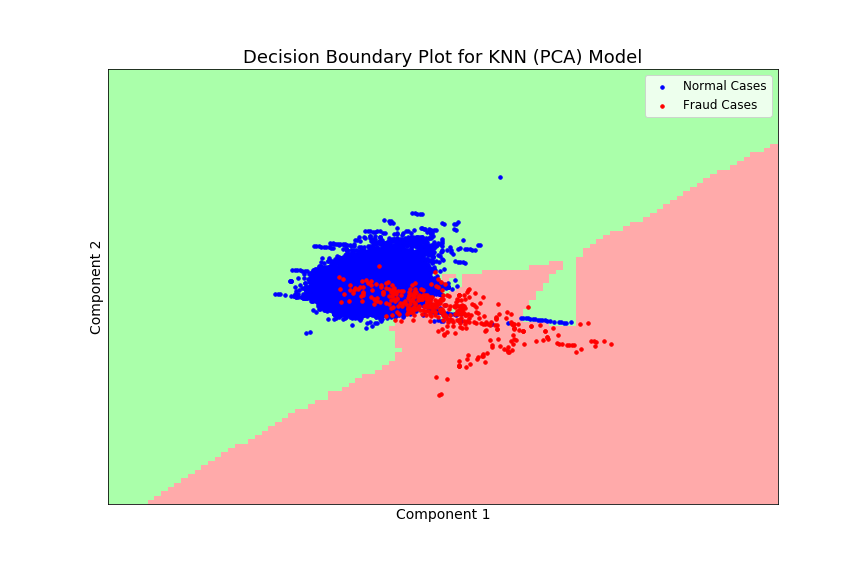 Decision Boundary Plot for KNN (PCA) Model
Normal Cases
Fraud Cases
Component 2
Component 1